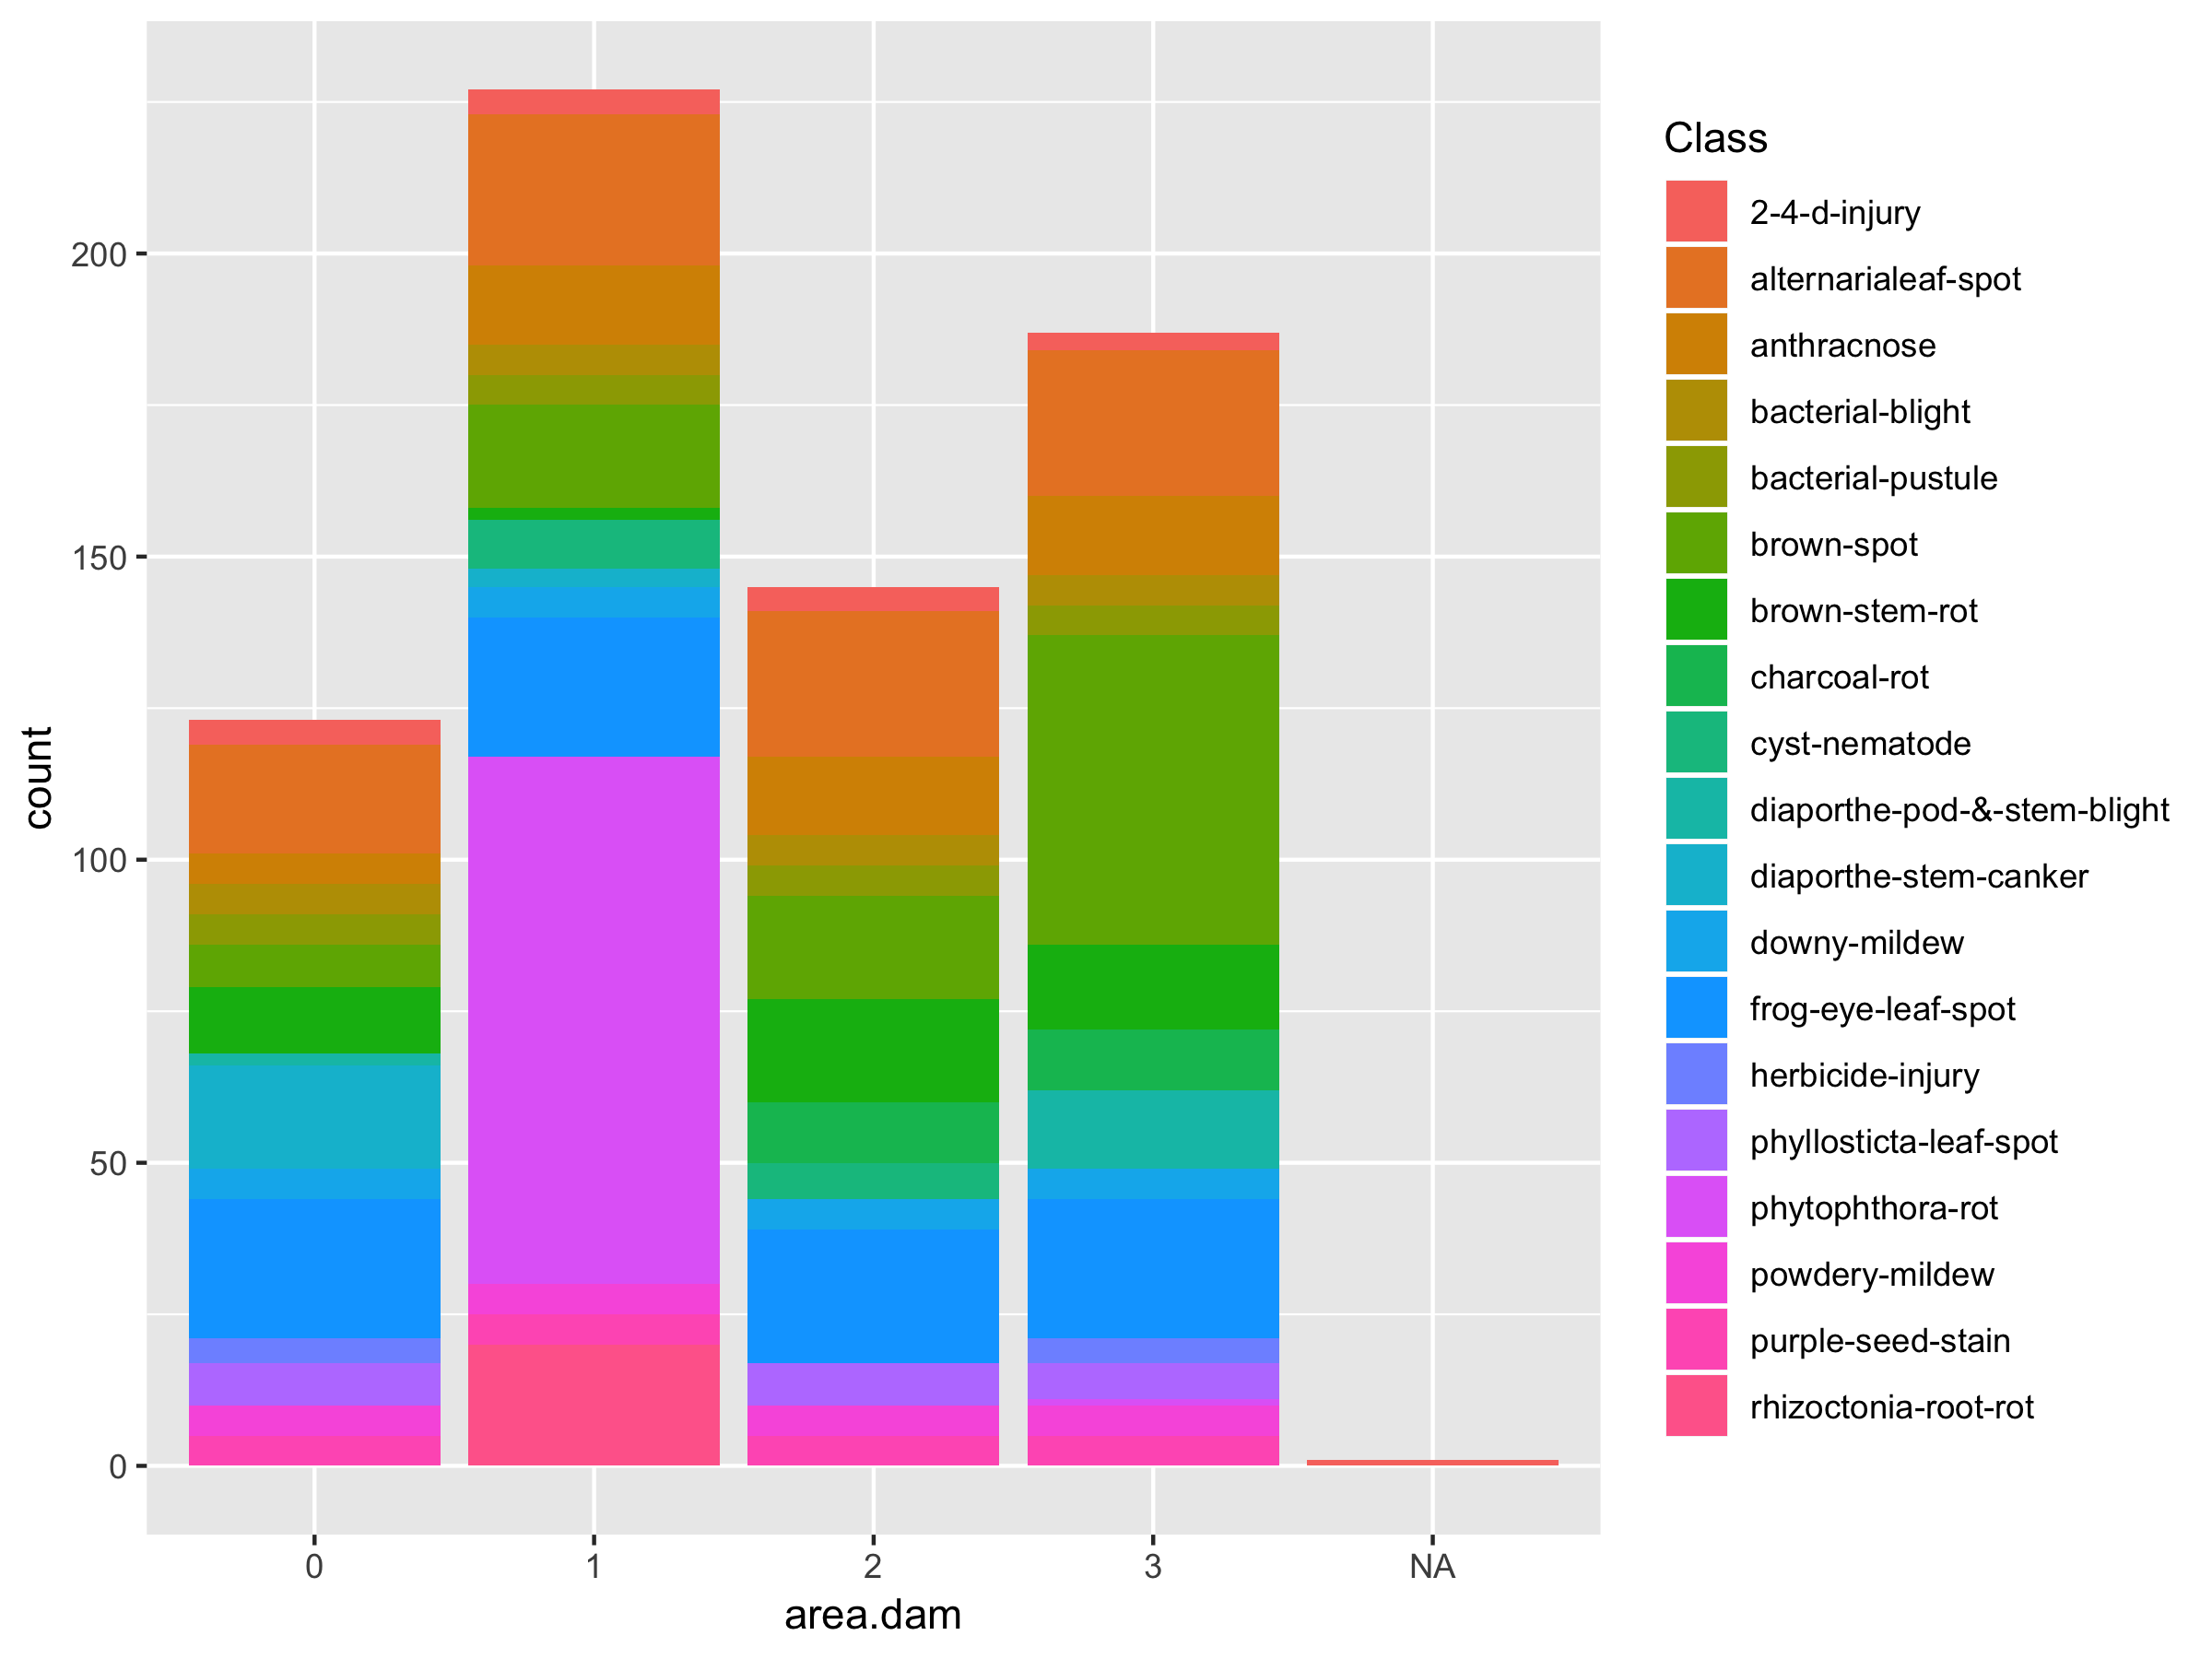 count
200
150
100
50
0
0
1
2
3
NA
area.dam
Class
2-4-d-injury
alternarialeaf-spot
anthracnose
bacterial-blight
bacterial-pustule
brown-spot
brown-stem-rot
charcoal-rot
cyst-nematode
diaporthe-pod-&-stem-blight
diaporthe-stem-canker
downy-mildew
frog-eye-leaf-spot
herbicide-injury
phyllosticta-leaf-spot
phytophthora-rot
powdery-mildew
purple-seed-stain
rhizoctonia-root-rot